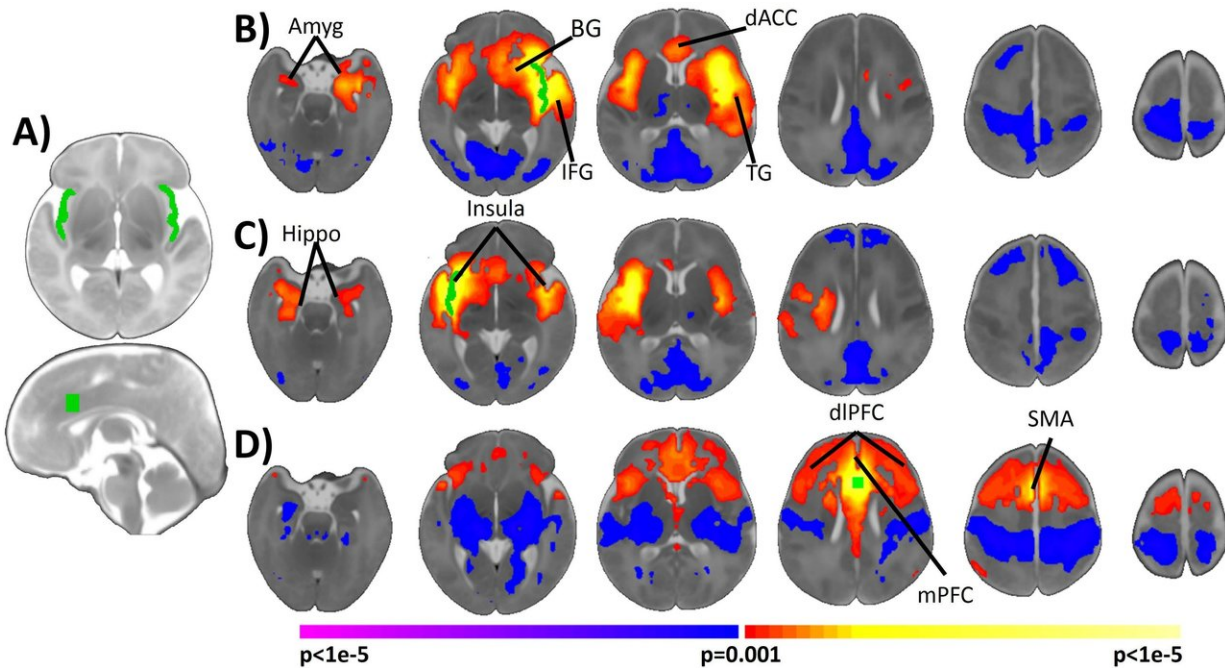 B)
Amyg
BG
dACC
A)
IFG
TG
C)
Hippo
Insula
D)
dlPFC
SMA
mPFC
p<1e-5
p=0.001
p<1e-5